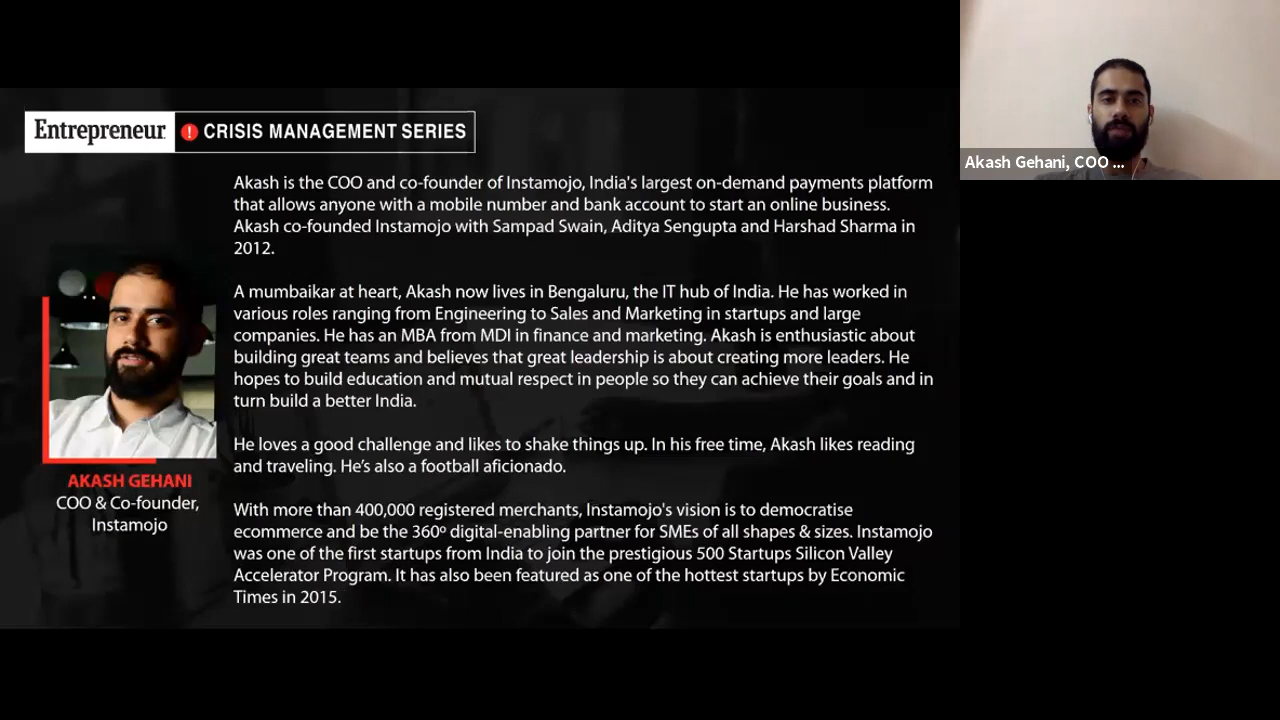 Entrepreneur
! CRISIS MANAGEMENT SERIES
Akash is the COO and co-founder of Instamojo, India's largest on-demand payments platform
that allows anyone with a mobile number and bank account to start an online business.
Akash co-founded Instamojo with Sampad Swain, Aditya Sengupta and Harshad Sharma in
2012.
A mumbaikar at heart, Akash now lives in Bengaluru, the IT hub of India. He has worked in
various roles ranging from Engineering to Sales and Marketing in startups and large
companies. He has an MBA from MDI in finance and marketing. Akash is enthusiastic about
building great teams and believes that great leadership is about creating more leaders. He
hopes to build education and mutual respect in people so they can achieve their goals and in
turn build a better India.
He loves a good challenge and likes to shake things up. In his free time, Akash likes reading
and traveling. He’s also a football aficionado.
With more than 400,000 registered merchants, Instamojo's vision is to democratise
ecommerce and be the 360º digital-enabling partner for SMEs of all shapes & sizes. Instamojo
was one of the first startups from India to join the prestigious 500 Startups Silicon Valley
Accelerator Program. It has also been featured as one of the hottest startups by Economic
Times in 2015.
AKASH GEHANI
COO & Co-founder,
Instamojo
Akash Gehani, COO ...